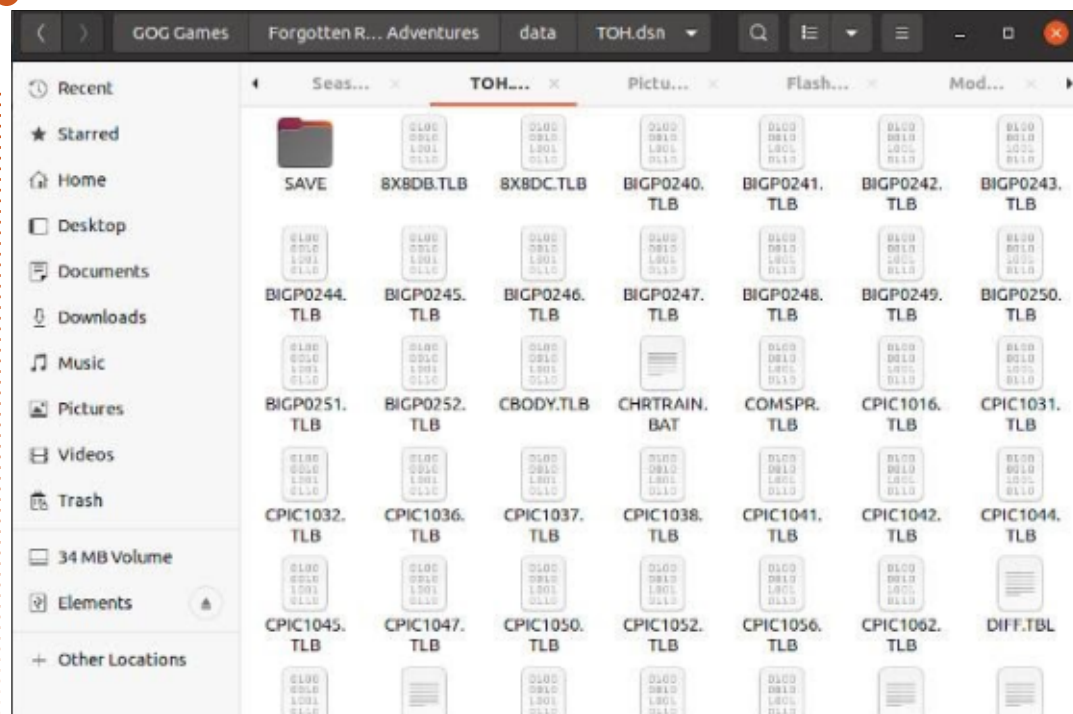 GOG Games Forgotten R... Adventures data TOH.dsn
Recent
Starred
Home
Desktop
Documents
Downloads
Music
Pictures
Videos
Trash
34 MB Volume
Elements
+ Other Locations
Seas... TOH.... Pictu... Flash... Mod...
SAVE 8X8DB.TLB 8X8DC.TLB BIGP0240. BIGP0241. BIGP0242. BIGP0243.
TLB TLB TLB TLB
BIGP0244. BIGP0245. BIGP0246. BIGP0247. BIGP0248. BIGP0249. BIGP0250.
TLB TLB TLB TLB TLB TLB TLB
BIGP0251. BIGP0252. CBODY.TLB CHRTRAIN. COMSPR. CPIC1016. CPIC1031.
TLB TLB BAT TLB TLB TLB
CPIC1032. CPIC1036. CPIC1037. CPIC1038. CPIC1041. CPIC1042. CPIC1044.
TLB TLB TLB TLB TLB TLB TLB
CPIC1045. CPIC1047. CPIC1050. CPIC1052. CPIC1056. CPIC1062. DIFF.TBL
TLB TLB TLB TLB TLB TLB